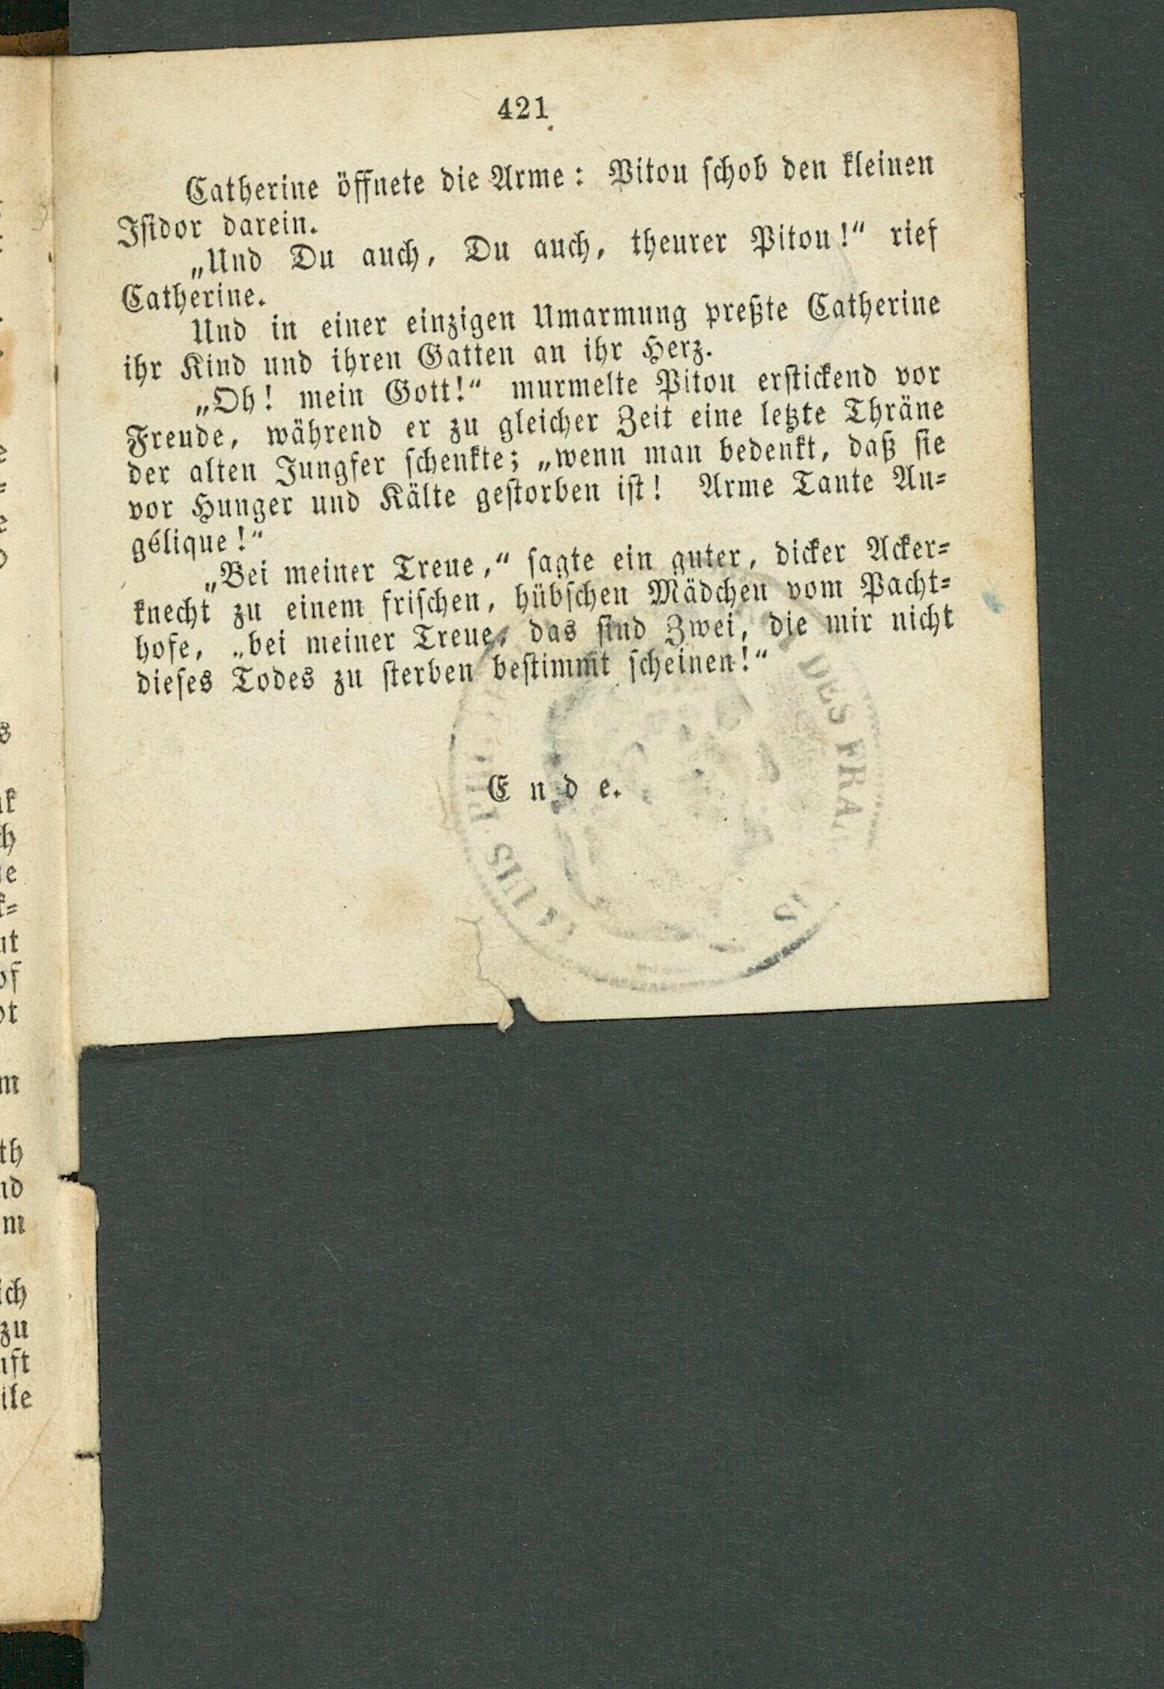 421
Catherine öffnete die Arme: Pitou schob den kleinen
Isidor darein.
„Und Du auch, Du auch, theurer Pitou!“ rief
Catherine.
Und in einer einzigen Umarmung preßte Catherine
ihr Kind und ihren Gatten an ihr Herz.
„Oh! mein Gott!“ murmelte Pitou erstickend vor
Freude, während er zu gleicher Zeit eine letzte Thräne
der alten Jungfer schenkte; „wenn man bedenkt, daß sie
vor Hunger und Kälte gestorben ist! Arme Tante An-
gélique!“
„Bei meiner Treue,“ sagte ein guter, dicker Acker-
knecht zu einem frischen, hübschen Mädchen vom Pacht-
hofe, „bei meiner Treue, das sind Zwei, die mir nicht
dieses Todes zu sterben bestimmt scheinen!“
Ende.
DES FRA